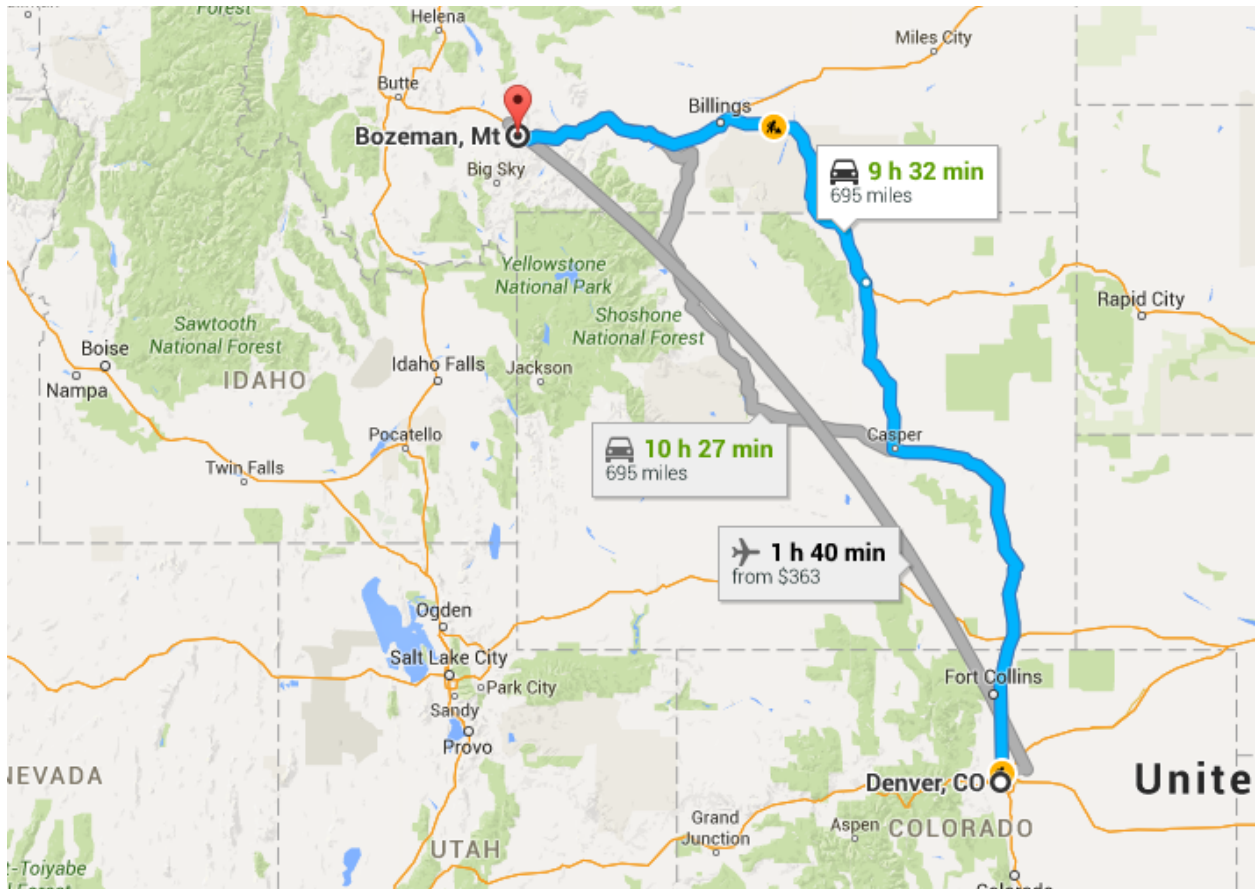 Forest
Helena
Miles City
Butte
Billings
Bozeman, Mt
Big Sky
9 h 32 min
695 miles
Yellowstone
National Park
Rapid City
Shoshone
National Forest
Sawtooth
National Forest
Boise
Idaho Falls
Jackson
IDAHO
Nampa
Pocatello
Casper
10 h 27 min
695 miles
Twin Falls
1 h 40 min
from $363
Ogden
Salt Lake City
Park City
Fort Collins
Sandy
Provo
NEVADA
Denver, CO
Unite
Grand
Junction
Aspen
COLORADO
UTAH
t-Toiyabe
Forest
Colorado